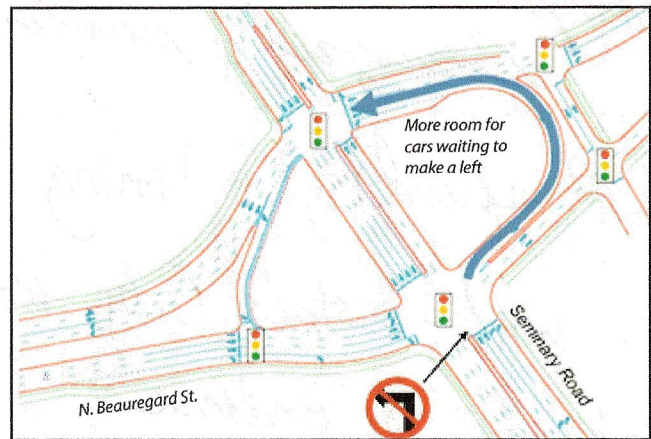 More room for
cars waiting to
make a left
Seminary Road
N. Beauregard St.